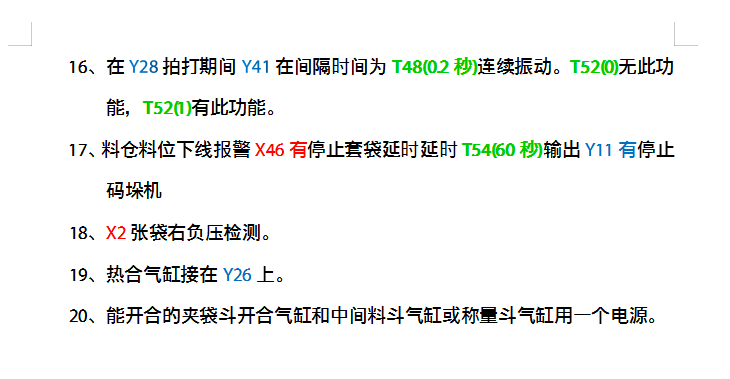 16、在 Y28 拍打期间 Y41 在间隔时间为 T48(0.2 秒)连续振动。T52(0)无此功
能，T52(1)有此功能。
17、料仓料位下线报警 X46 有停止套袋延时延时 T54(60 秒)输出 Y11 有停止
码垛机
18、X2 张袋右负压检测。
19、热合气缸接在 Y26 上。
20、能开合的夹袋斗开合气缸和中间料斗气缸或称量斗气缸用一个电源。